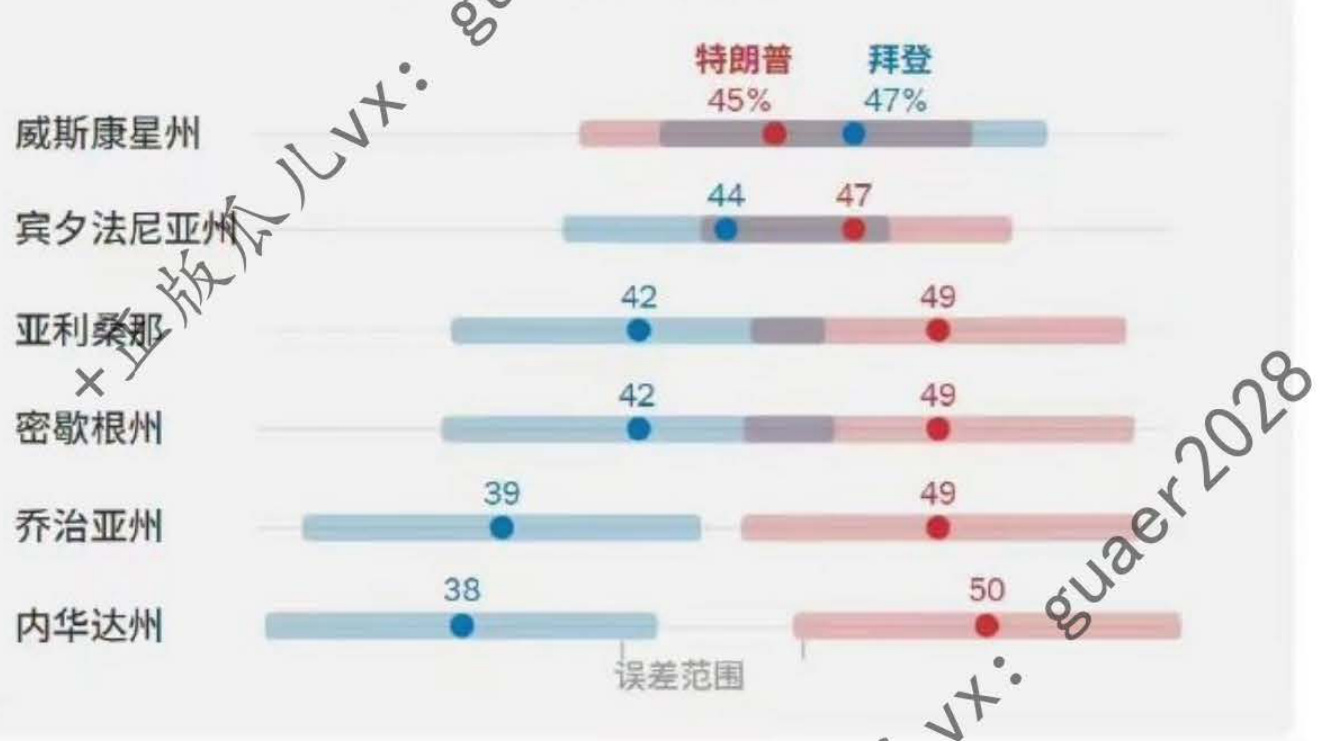 特朗普 拜登
45% 47%
威斯康星州
44 47
宾夕法尼亚州
42 49
亚利桑那
42 49
密歇根州
39 49
乔治亚州
38 50
内华达州
误差范围
+正版瓜儿vx: gu
vx: guaer2028